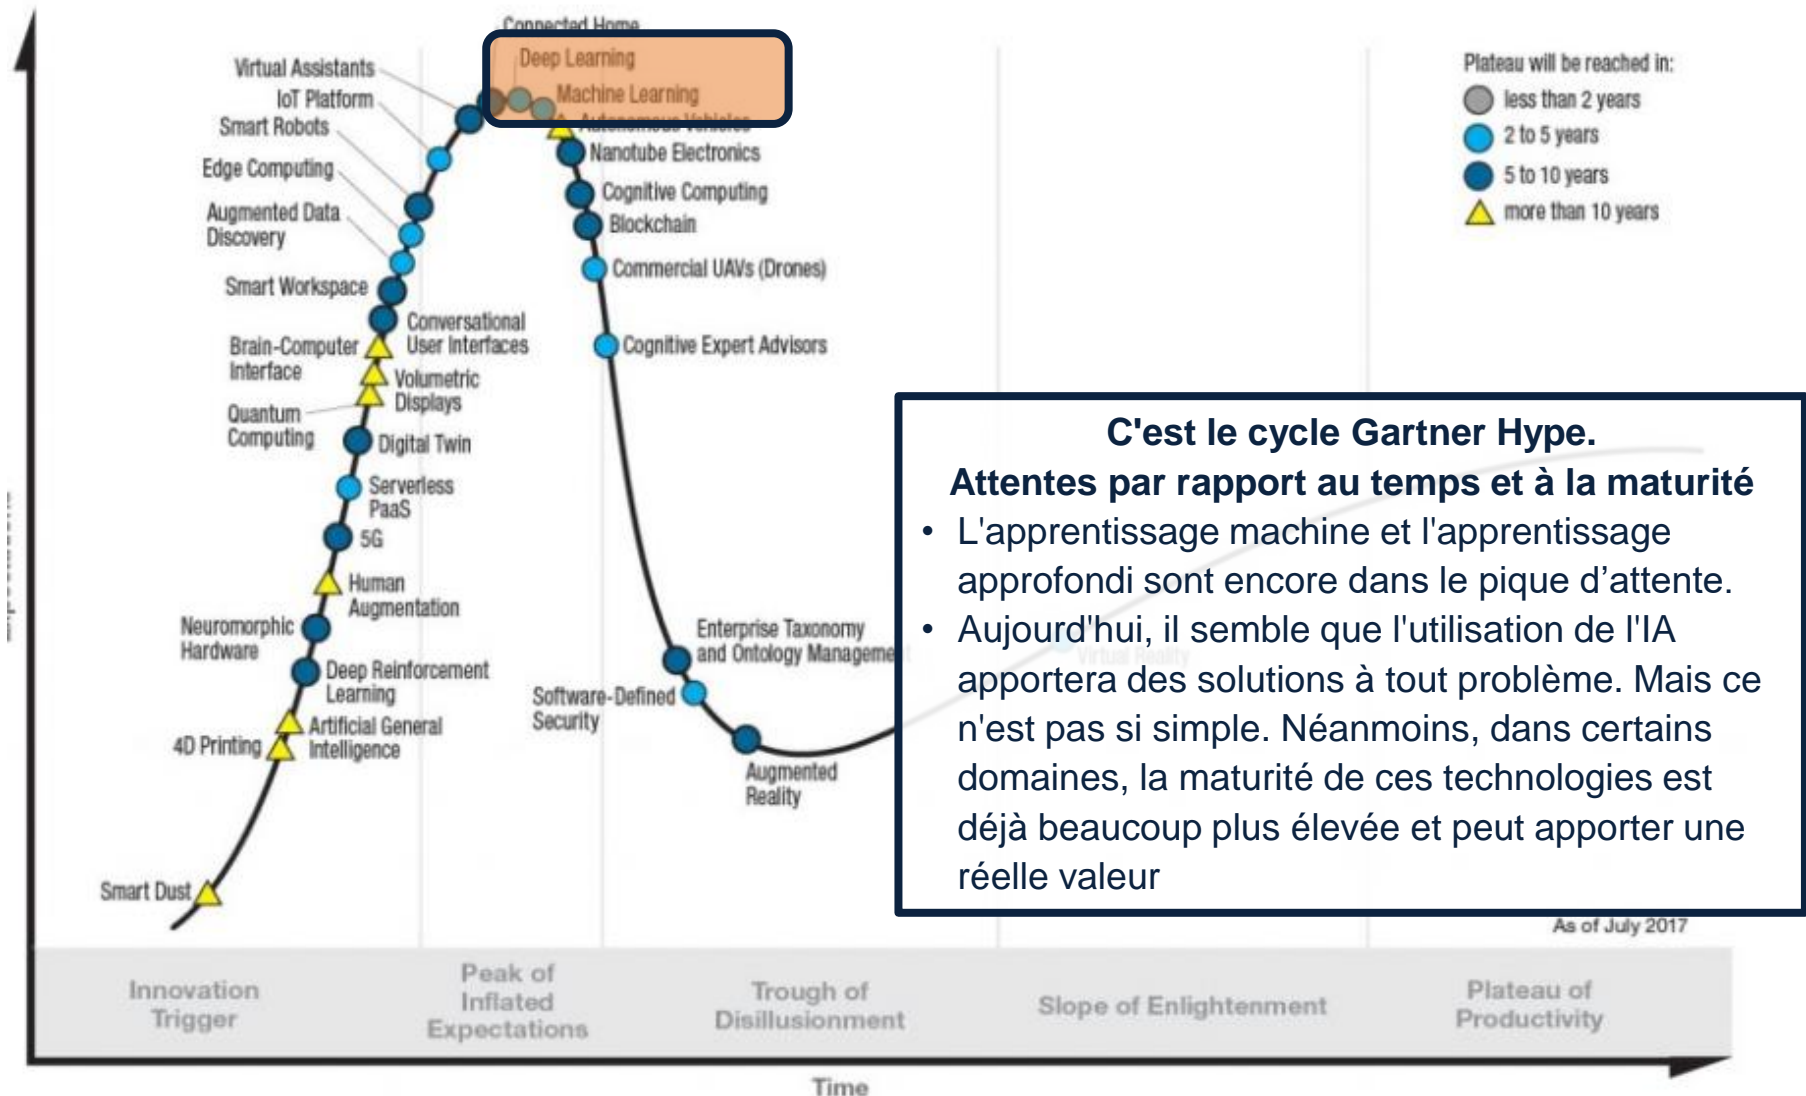 Connected Home
Deep Learning
Machine Learning
Autonomous Vehicles
Virtual Assistants
IoT Platform
Smart Robots
Edge Computing
Augmented Data
Discovery
Smart Workspace
Conversational
User Interfaces
Brain-Computer
Interface
Volumetric
Displays
Quantum
Computing
Digital Twin
Serverless
PaaS
5G
Human
Augmentation
Neuromorphic
Hardware
Deep Reinforcement
Learning
Artificial General
Intelligence
4D Printing
Smart Dust
Nanotube Electronics
Cognitive Computing
Blockchain
Commercial UAVs (Drones)
Cognitive Expert Advisors
Enterprise Taxonomy
and Ontology Management
Software-Defined
Security
Augmented
Reality
Virtual Reality
Plateau will be reached in:
less than 2 years
2 to 5 years
5 to 10 years
more than 10 years
C'est le cycle Gartner Hype.
Attentes par rapport au temps et à la maturité
• L'apprentissage machine et l'apprentissage
approfondi sont encore dans le pique d’attente.
• Aujourd'hui, il semble que l'utilisation de l'IA
apportera des solutions à tout problème. Mais ce
n'est pas si simple. Néanmoins, dans certains
domaines, la maturité de ces technologies est
déjà beaucoup plus élevée et peut apporter une
réelle valeur
As of July 2017
Innovation
Trigger
Peak of
Inflated
Expectations
Trough of
Disillusionment
Slope of Enlightenment
Plateau of
Productivity
Time